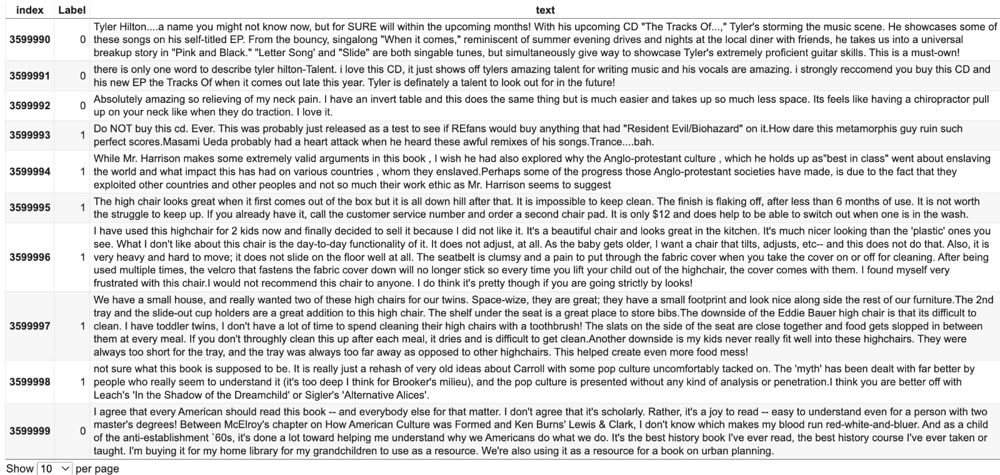 index Label text
3599990 0 Tyler Hilton....a name you might not know now, but for SURE will within the upcoming months! With his upcoming CD "The Tracks Of...," Tyler's storming the music scene. He showcases some of
these songs on his self-titled EP. From the bouncy, singalong "When it comes," reminiscent of summer evening drives and nights at the local diner with friends, he takes us into a universal
breakup story in "Pink and Black." "Letter Song' and "Slide" are both singable tunes, but simultaneously give way to showcase Tyler's extremely proficient guitar skills. This is a must-own!
3599991 0 there is only one word to describe tyler hilton-Talent. i love this CD, it just shows off tylers amazing talent for writing music and his vocals are amazing. i strongly reccomend you buy this CD and
his new EP the Tracks Of when it comes out late this year. Tyler is definately a talent to look out for in the future!
3599992 0 Absolutely amazing so relieving of my neck pain. I have an invert table and this does the same thing but is much easier and takes up so much less space. Its feels like having a chiropractor pull
up on your neck like when they do traction. I love it.
3599993 1 Do NOT buy this cd. Ever. This was probably just released as a test to see if REfans would buy anything that had "Resident Evil/Biohazard" on it.How dare this metamorphis guy ruin such
perfect scores.Masami Ueda probably had a heart attack when he heard these awful remixes of his songs.Trance....bah.
3599994 1 While Mr. Harrison makes some extremely valid arguments in this book , I wish he had also explored why the Anglo-protestant culture , which he holds up as"best in class" went about enslaving
the world and what impact this has had on various countries , whom they enslaved.Perhaps some of the progress those Anglo-protestant societies have made, is due to the fact that they
exploited other countries and other peoples and not so much their work ethic as Mr. Harrison seems to suggest
3599995 1 The high chair looks great when it first comes out of the box but it is all down hill after that. It is impossible to keep clean. The finish is flaking off, after less than 6 months of use. It is not worth
the struggle to keep up. If you already have it, call the customer service number and order a second chair pad. It is only $12 and does help to be able to switch out when one is in the wash.
3599996 1 I have used this highchair for 2 kids now and finally decided to sell it because I did not like it. It's a beautiful chair and looks great in the kitchen. It's much nicer looking than the 'plastic' ones you
see. What I don't like about this chair is the day-to-day functionality of it. It does not adjust, at all. As the baby gets older, I want a chair that tilts, adjusts, etc-- and this does not do that. Also, it is
very heavy and hard to move; it does not slide on the floor well at all. The seatbelt is clumsy and a pain to put through the fabric cover when you take the cover on or off for cleaning. After being
used multiple times, the velcro that fastens the fabric cover down will no longer stick so every time you lift your child out of the highchair, the cover comes with them. I found myself very
frustrated with this chair.I would not recommend this chair to anyone. I do think it's pretty though if you are going strictly by looks!
3599997 1 We have a small house, and really wanted two of these high chairs for our twins. Space-wize, they are great; they have a small footprint and look nice along side the rest of our furniture.The 2nd
tray and the slide-out cup holders are a great addition to this high chair. The shelf under the seat is a great place to store bibs.The downside of the Eddie Bauer high chair is that its difficult to
clean. I have toddler twins, I don't have a lot of time to spend cleaning their high chairs with a toothbrush! The slats on the side of the seat are close together and food gets slopped in between
them at every meal. If you don't throughly clean this up after each meal, it dries and is difficult to get clean.Another downside is my kids never really fit well into these highchairs. They were
always too short for the tray, and the tray was always too far away as opposed to other highchairs. This helped create even more food mess!
3599998 1 not sure what this book is supposed to be. It is really just a rehash of very old ideas about Carroll with some pop culture uncomfortably tacked on. The 'myth' has been dealt with far better by
people who really seem to understand it (it's too deep I think for Brooker's milieu), and the pop culture is presented without any kind of analysis or penetration.I think you are better off with
Leach's 'In the Shadow of the Dreamchild' or Sigler's 'Alternative Alices'.
3599999 0 I agree that every American should read this book -- and everybody else for that matter. I don't agree that it's scholarly. Rather, it's a joy to read -- easy to understand even for a person with two
master's degrees! Between McElroy's chapter on How American Culture was Formed and Ken Burns' Lewis & Clark, I don't know which makes my blood run red-white-and-bluer. And as a child
of the anti-establishment `60s, it's done a lot toward helping me understand why we Americans do what we do. It's the best history book I've ever read, the best history course I've ever taken or
taught. I'm buying it for my home library for my grandchildren to use as a resource. We're also using it as a resource for a book on urban planning.
Show 10 per page